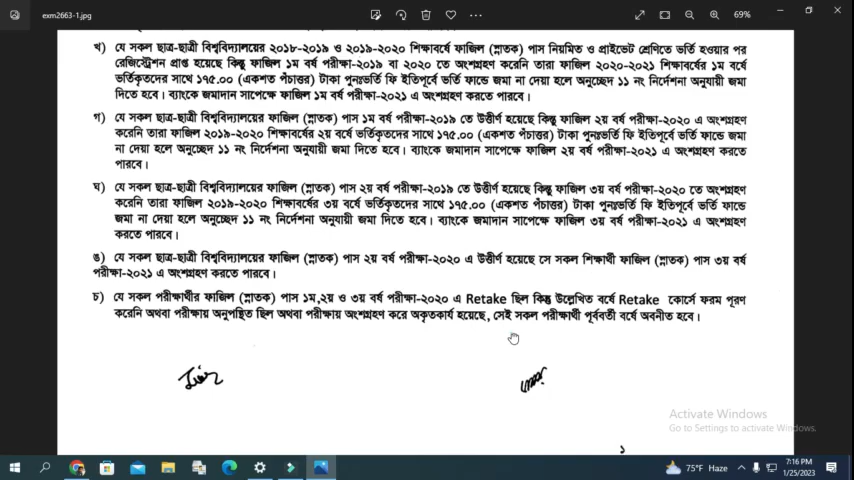 exm2663-1.jpg
69%
খ) যে সকল ছাত্র-ছাত্রী বিশ্ববিদ্যালয়ের ২০১৮-২০১৯ ও ২০১৯-২০২০ শিক্ষাবর্ষে ফাজিল (স্নাতক) পাস নিয়মিত ও প্রাইভেট শ্রেণিতে ভর্তি হওয়ার পর
রেজিস্ট্রেশন প্রাপ্ত হয়েছে কিন্তু ফাজিল ১ম বর্ষ পরীক্ষা-২০১৯ বা ২০২০ তে অংশগ্রহণ করেনি তারা ফাজিল ২০২০-২০২১ শিক্ষাবর্ষের ১ম বর্ষে
ভর্তিকৃতদের সাথে ১৭৫.০০ (একশত পঁচাত্তর) টাকা পুনঃভর্তি ফি ইতিপূর্বে ভর্তি ফান্ডে জমা না দেয়া হলে অনুচ্ছেদ ১১ নং নির্দেশনা অনুযায়ী জমা
দিতে হবে। ব্যাংকে জমাদান সাপেক্ষে ফাজিল ১ম বর্ষ পরীক্ষা-২০২১ এ অংশগ্রহণ করতে পারবে।
গ) যে সকল ছাত্র-ছাত্রী বিশ্ববিদ্যালয়ের ফাজিল (স্নাতক) পাস ১ম বর্ষ পরীক্ষা-২০১৯ তে উত্তীর্ণ হয়েছে কিন্তু ফাজিল ২য় বর্ষ পরীক্ষা-২০২০ এ অংশগ্রহণ
করেনি তারা ফাজিল ২০১৯-২০২০ শিক্ষাবর্ষের ২য় বর্ষে ভর্তিকৃতদের সাথে ১৭৫.০০ (একশত পঁচাত্তর) টাকা পুনঃভর্তি ফি ইতিপূর্বে ভর্তি ফান্ডে জমা
না দেয়া হলে অনুচ্ছেদ ১১ নং নির্দেশনা অনুযায়ী জমা দিতে হবে। ব্যাংকে জমাদান সাপেক্ষে ফাজিল ২য় বর্ষ পরীক্ষা-২০২১ এ অংশগ্রহণ করতে
পারবে।
ঘ) যে সকল ছাত্র-ছাত্রী বিশ্ববিদ্যালয়ের ফাজিল (স্নাতক) পাস ২য় বর্ষ পরীক্ষা-২০১৯ তে উত্তীর্ণ হয়েছে কিন্তু ফাজিল ৩য় বর্ষ পরীক্ষা-২০২০ তে অংশগ্রহণ
করেনি তারা ফাজিল ২০১৯-২০২০ শিক্ষাবর্ষের ৩য় বর্ষে ভর্তিকৃতদের সাথে ১৭৫.০০ (একশত পঁচাত্তর) টাকা পুনঃভর্তি ফি ইতিপূর্বে ভর্তি ফান্ডে
জমা না দেয়া হলে অনুচ্ছেদ ১১ নং নির্দেশনা অনুযায়ী জমা দিতে হবে। ব্যাংকে জমাদান সাপেক্ষে ফাজিল ৩য় বর্ষ পরীক্ষা-২০২১ এ অংশগ্রহণ
করতে পারবে।
ঙ) যে সকল ছাত্র-ছাত্রী বিশ্ববিদ্যালয়ের ফাজিল (স্নাতক) পাস ২য় বর্ষ পরীক্ষা-২০২০ এ উত্তীর্ণ হয়েছে সে সকল শিক্ষার্থী ফাজিল (স্নাতক) পাস ৩য় বর্ষ
পরীক্ষা-২০২১ এ অংশগ্রহণ করতে পারবে।
চ) যে সকল পরীক্ষার্থীর ফাজিল (স্নাতক) পাস ১ম,২য় ও ৩য় বর্ষ পরীক্ষা-২০২০ এ Retake ছিল কিন্তু উল্লেখিত বর্ষে Retake কোর্সে ফরম পূরণ
করেনি অথবা পরীক্ষায় অনুপস্থিত ছিল অথবা পরীক্ষায় অংশগ্রহণ করে অকৃতকার্য হয়েছে, সেই সকল পরীক্ষার্থী পূর্ববর্তী বর্ষে অবনীত হবে।
Activate Windows
Go to Settings to activate Windows.
১
75°F Haze
7:16 PM
1/25/2023